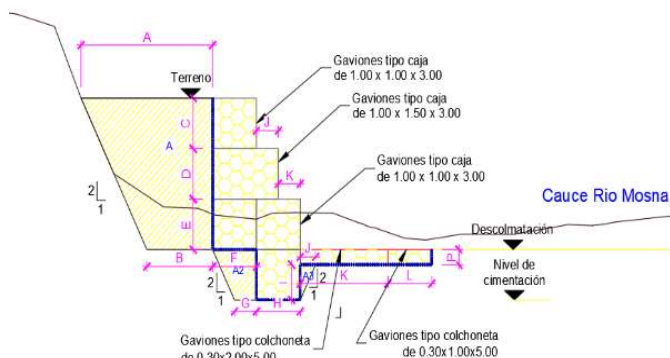 A
Gaviones tipo caja
de 1.00 x 1.00 x 3.00
Terreno
Gaviones tipo caja
de 1.00 x 1.50 x 3.00
C
J
A
Gaviones tipo caja
de 1.00 x 1.00 x 3.00
D
K
2
1
Cauce Rio Mosna
E
Descolmatación
B
F
J
A2
I
A3
K
L
P
Nivel de
cimentación
2
1
1
2
G
H
Gaviones tipo colchoneta
de 0.30x2.00x5.00
Gaviones tipo colchoneta
de 0.30x1.00x5.00